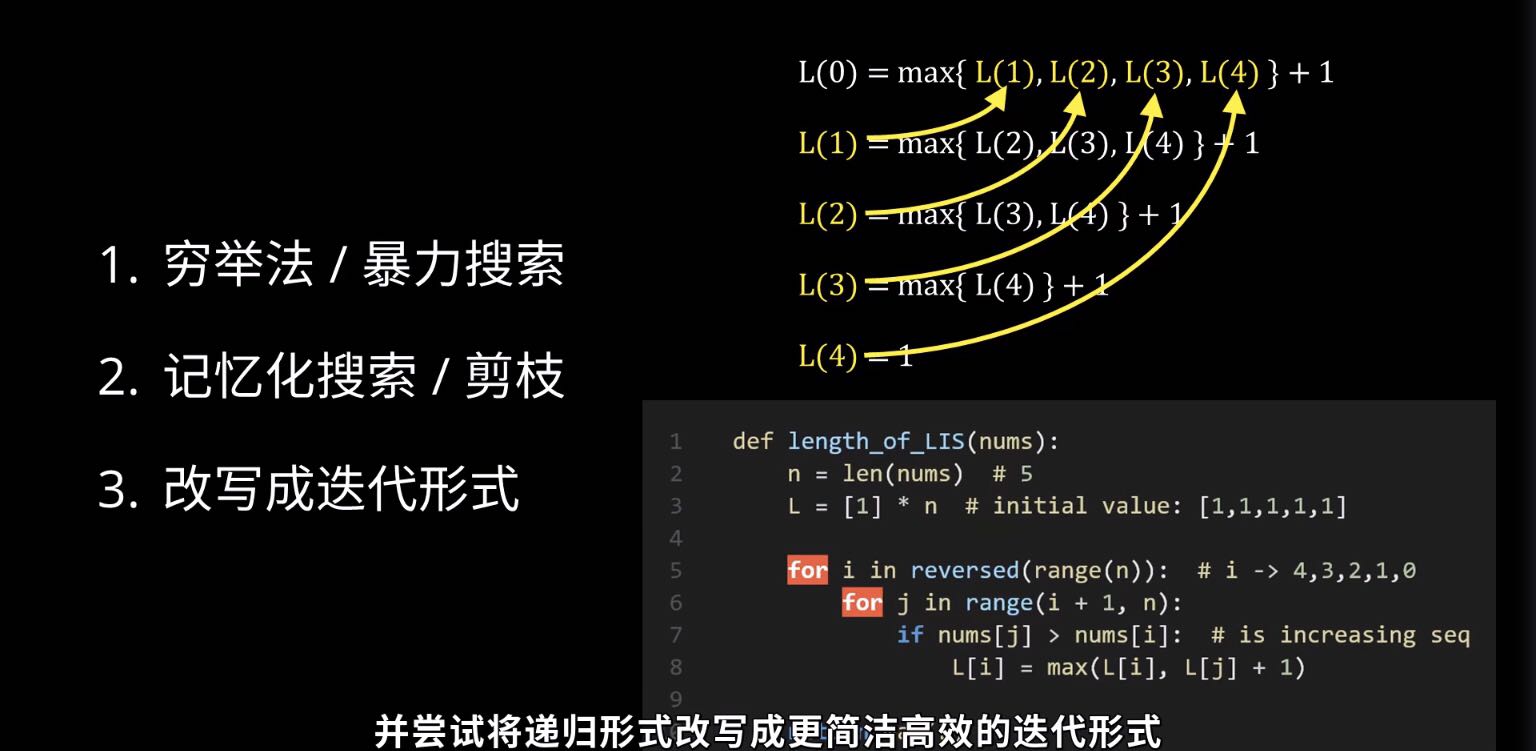 L(0) = max{ L(1), L(2), L(3), L(4) } + 1
L(1) = max{ L(2), L(3), L(4) } + 1
L(2) = max{ L(3), L(4) } + 1
L(3) = max{ L(4) } + 1
L(4) = 1
1. 穷举法 / 暴力搜索
2. 记忆化搜索 / 剪枝
3. 改写成迭代形式
1 def length_of_LIS(nums):
2 n = len(nums) # 5
3 L = [1] * n # initial value: [1,1,1,1,1]
4
5 for i in reversed(range(n)): # i -> 4,3,2,1,0
6 for j in range(i + 1, n):
7 if nums[j] > nums[i]: # is increasing seq
8 L[i] = max(L[i], L[j] + 1)
9
并尝试将递归形式改写成更简洁高效的迭代形式